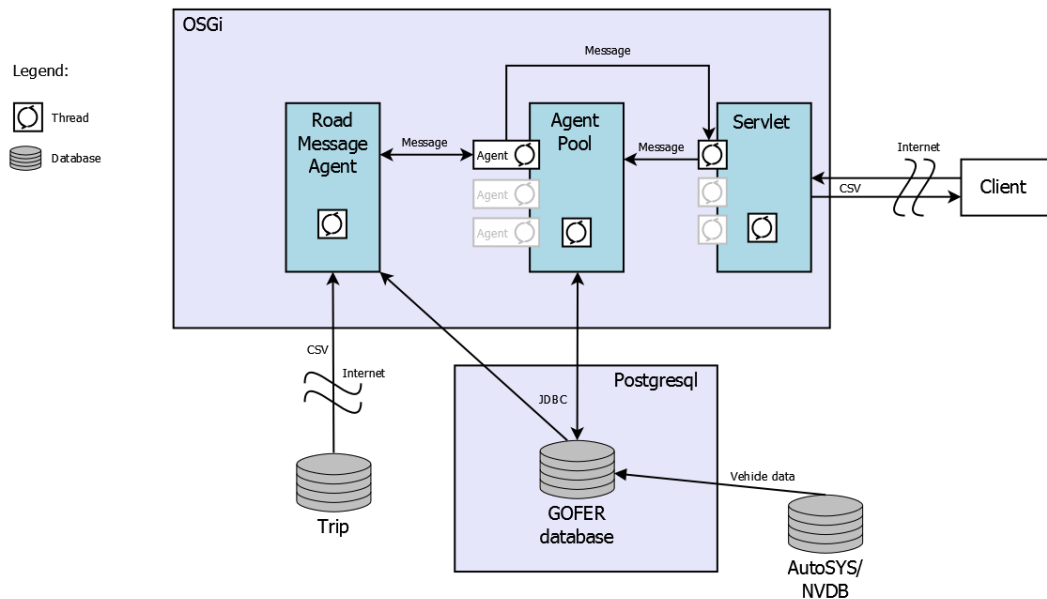 OSGi
Legend:
Thread
Database
Message
Road
Message
Agent
Message
Agent
Agent
Agent
Agent
Pool
Message
Servlet
Internet
CSV
Client
CSV
Internet
Trip
Postgresql
JDBC
GOFER
database
Vehide data
AutoSYS/
NVDB